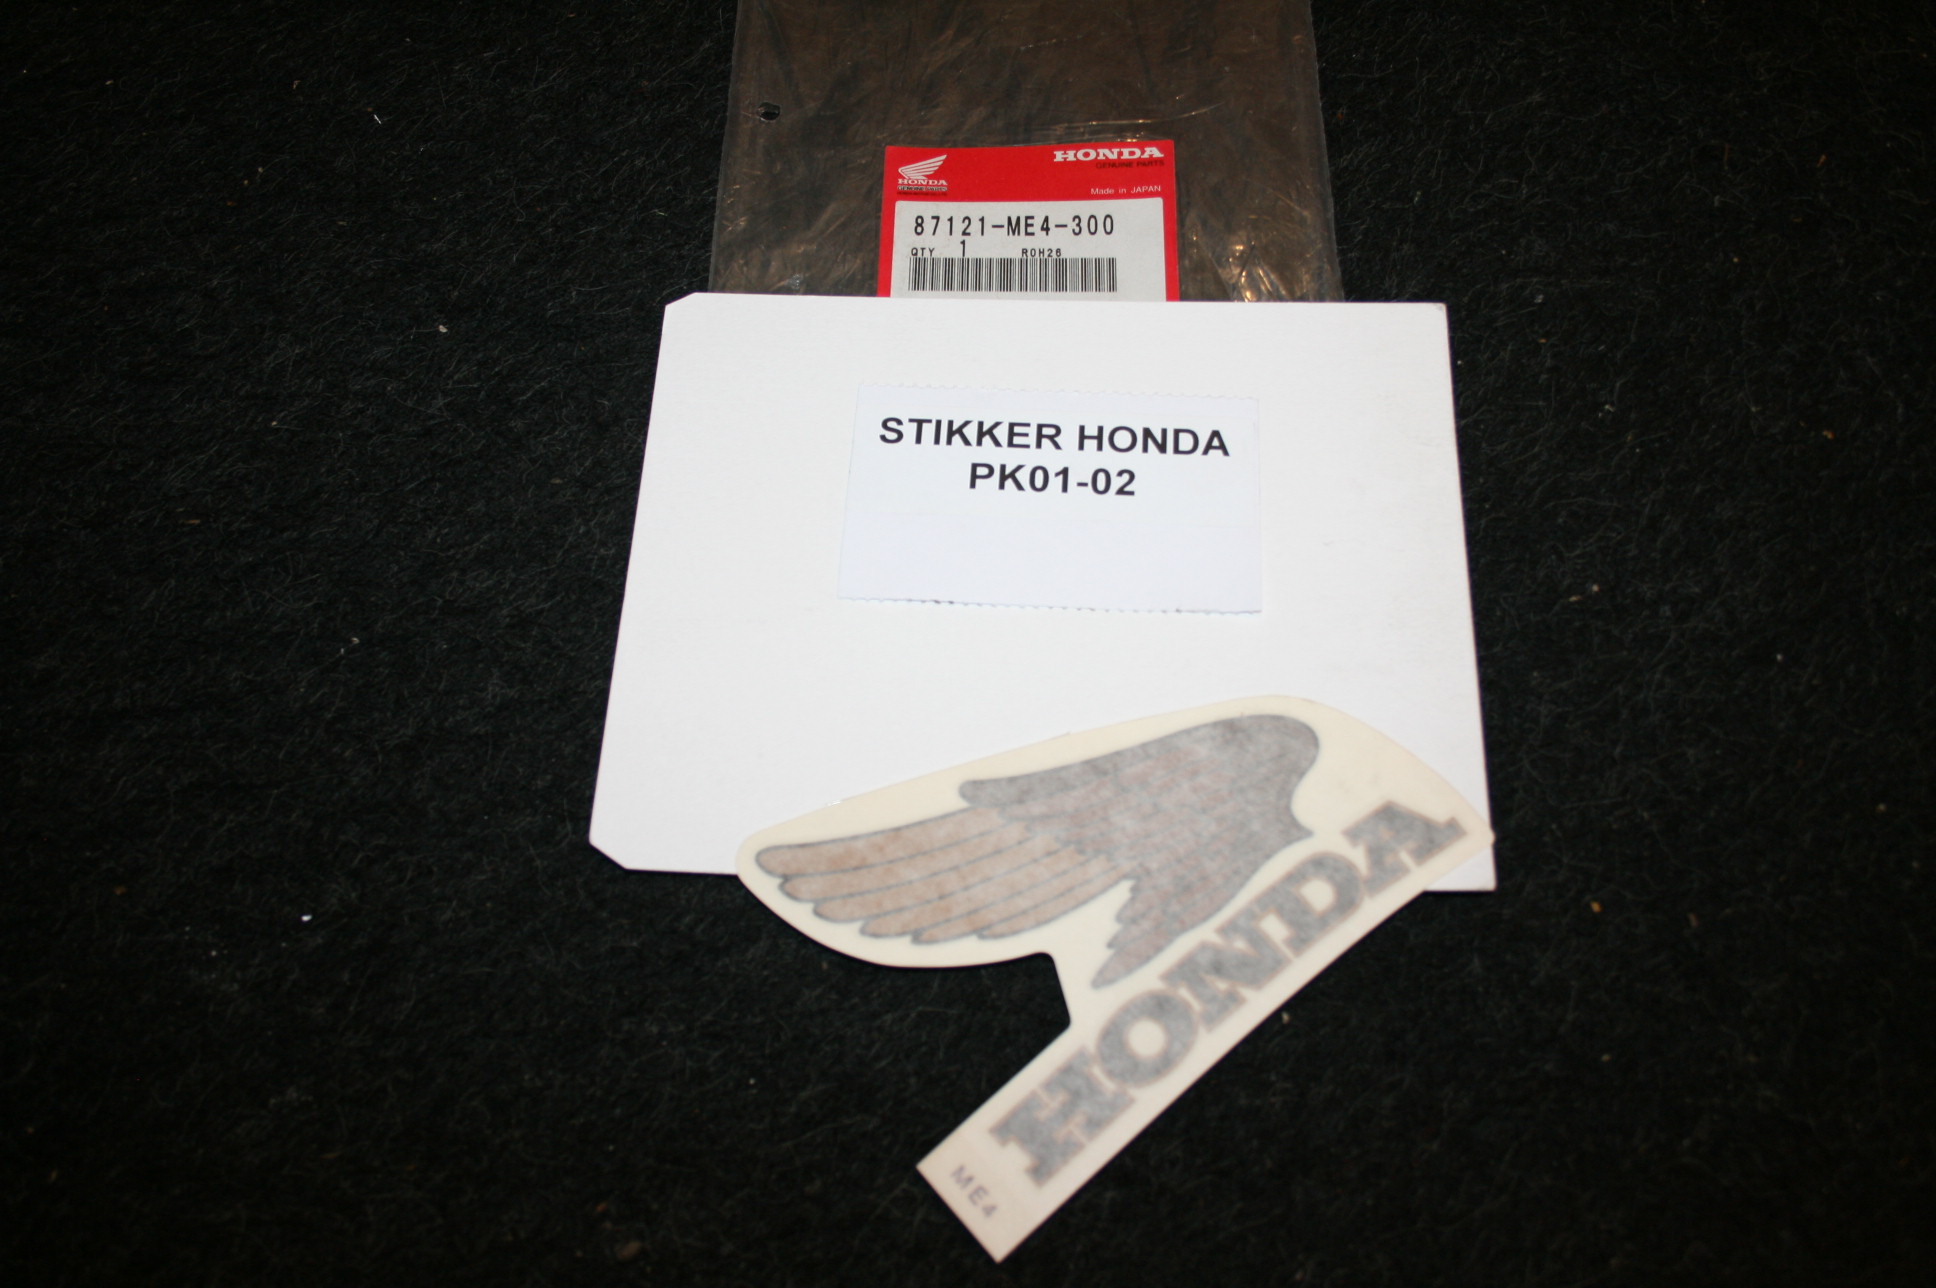 HONDA
GENUINE PARTS
HONDA
Made in JAPAN
87121-ME4-300
QTY 1 R0H26
STIKKER HONDA
PK01-02
HONDA
ME4